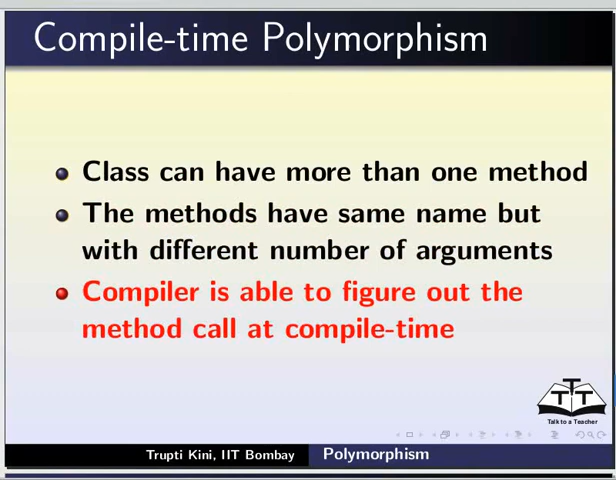 Compile-time Polymorphism
Class can have more than one method
The methods have same name but
with different number of arguments
Compiler is able to figure out the
method call at compile-time
T
T T
Talk to a Teacher
Trupti Kini, IIT Bombay Polymorphism